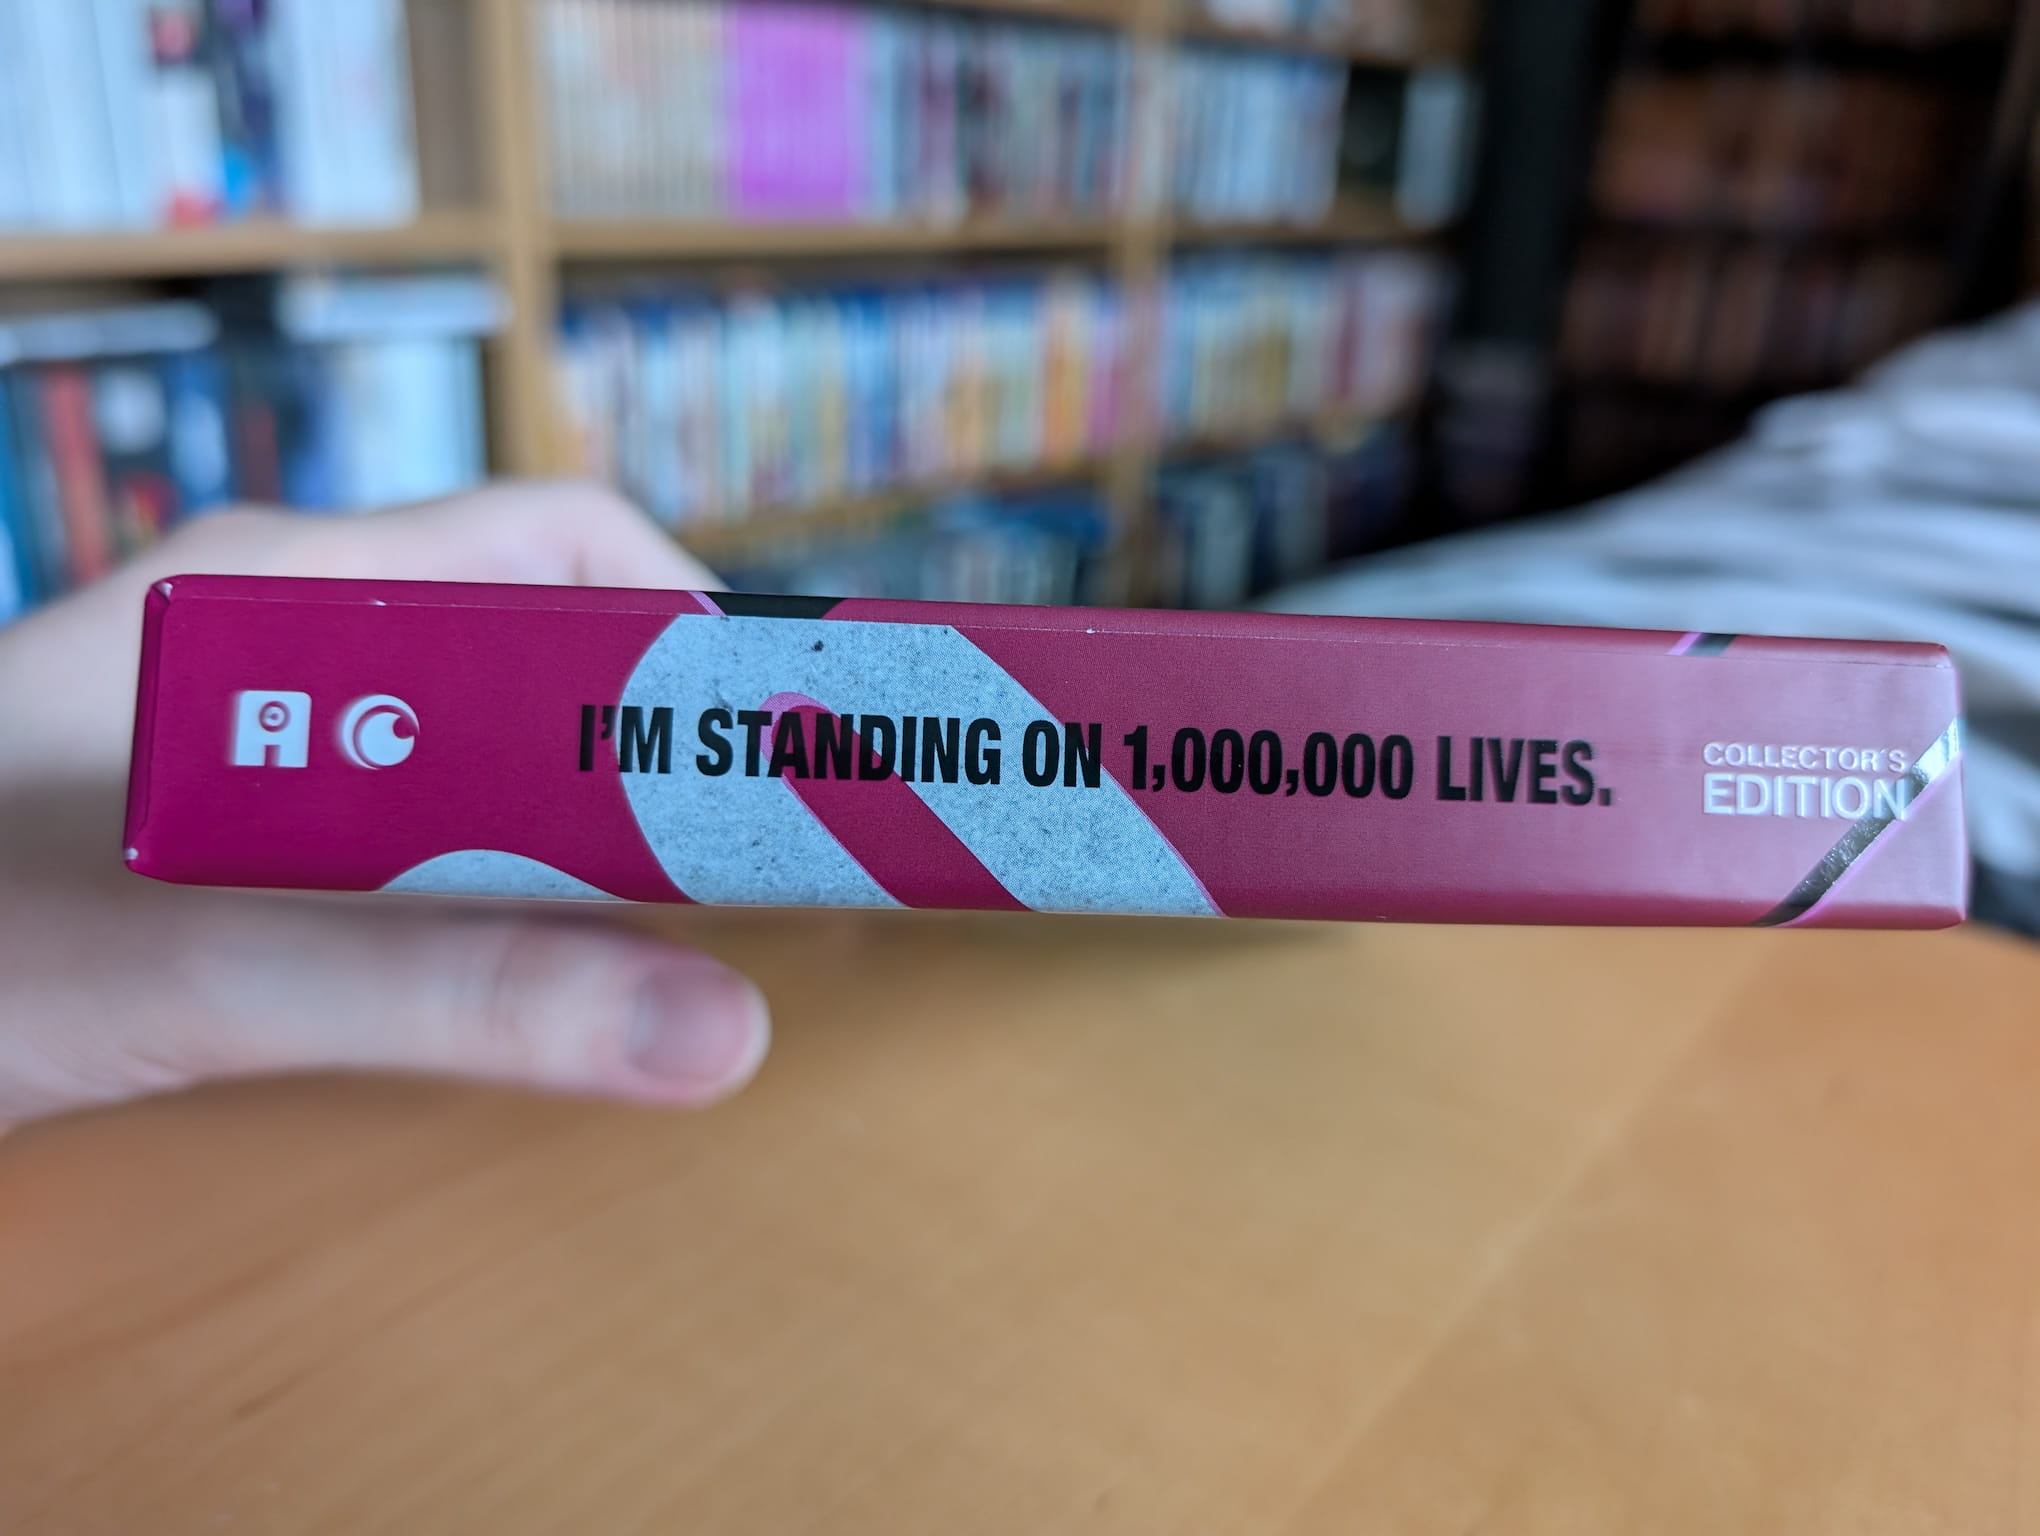 I'M STANDING ON 1,000,000 LIVES.
COLLECTOR'S
EDITION